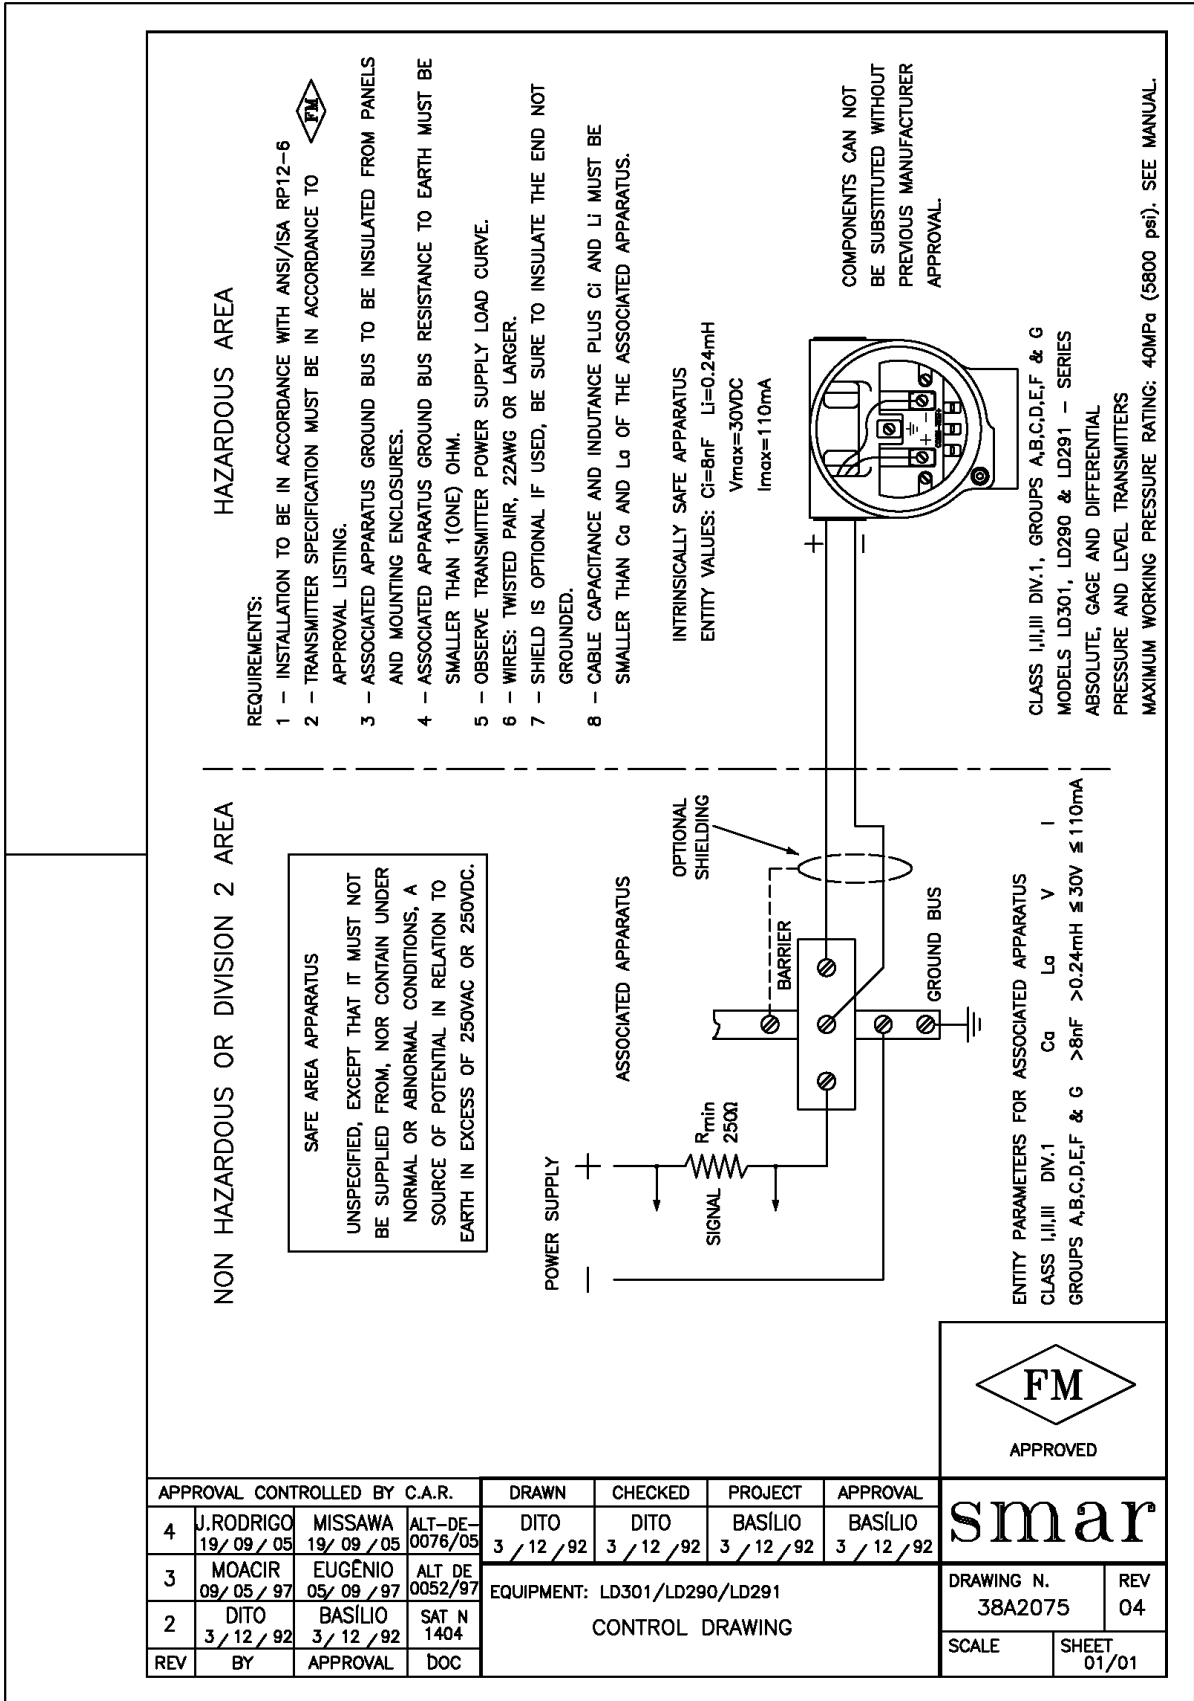 NON HAZARDOUS OR DIVISION 2 AREA
SAFE AREA APPARATUS
UNSPECIFIED, EXCEPT THAT IT MUST NOT
BE SUPPLIED FROM, NOR CONTAIN UNDER
NORMAL OR ABNORMAL CONDITIONS, A
SOURCE OF POTENTIAL IN RELATION TO
EARTH IN EXCESS OF 250VAC OR 250VDC.
ASSOCIATED APPARATUS
OPTIONAL
SHIELDING
POWER SUPPLY
+
−
SIGNAL
Rmin
250Ω
BARRIER
GROUND BUS
ENTITY PARAMETERS FOR ASSOCIATED APPARATUS
CLASS I,II,III DIV.1 Ca La V I
GROUPS A,B,C,D,E,F & G >8nF >0.24mH ≤30V ≤110mA
HAZARDOUS AREA
REQUIREMENTS:
1 − INSTALLATION TO BE IN ACCORDANCE WITH ANSI/ISA RP12−6
2 − TRANSMITTER SPECIFICATION MUST BE IN ACCORDANCE TO FM
APPROVAL LISTING.
3 − ASSOCIATED APPARATUS GROUND BUS TO BE INSULATED FROM PANELS
AND MOUNTING ENCLOSURES.
4 − ASSOCIATED APPARATUS GROUND BUS RESISTANCE TO EARTH MUST BE
SMALLER THAN 1(ONE) OHM.
5 − OBSERVE TRANSMITTER POWER SUPPLY LOAD CURVE.
6 − WIRES: TWISTED PAIR, 22AWG OR LARGER.
7 − SHIELD IS OPTIONAL IF USED, BE SURE TO INSULATE THE END NOT
GROUNDED.
8 − CABLE CAPACITANCE AND INDUTANCE PLUS Ci AND Li MUST BE
SMALLER THAN Ca AND La OF THE ASSOCIATED APPARATUS.
INTRINSICALLY SAFE APPARATUS
ENTITY VALUES: Ci=8nF Li=0.24mH
Vmax=30VDC
Imax=110mA
+
−
+
−
COMPONENTS CAN NOT
BE SUBSTITUTED WITHOUT
PREVIOUS MANUFACTURER
APPROVAL.
CLASS I,II,III DIV.1, GROUPS A,B,C,D,E,F & G
MODELS LD301, LD290 & LD291 − SERIES
ABSOLUTE, GAGE AND DIFFERENTIAL
PRESSURE AND LEVEL TRANSMITTERS
MAXIMUM WORKING PRESSURE RATING: 40MPa (5800 psi). SEE MANUAL.
FM
APPROVED
APPROVAL CONTROLLED BY C.A.R.
4 J.RODRIGO 19/09/05 MISSAWA 19/09/05 ALT−DE− 0076/05
3 MOACIR 09/05/97 EUGÊNIO 05/09/97 ALT DE 0052/97
2 DITO 3/12/92 BASÍLIO 3/12/92 SAT N 1404
REV BY APPROVAL DOC
DRAWN CHECKED PROJECT APPROVAL
DITO DITO BASÍLIO BASÍLIO
3/12/92 3/12/92 3/12/92 3/12/92
EQUIPMENT: LD301/LD290/LD291
CONTROL DRAWING
smar
DRAWING N. REV
38A2075 04
SCALE SHEET
01/01